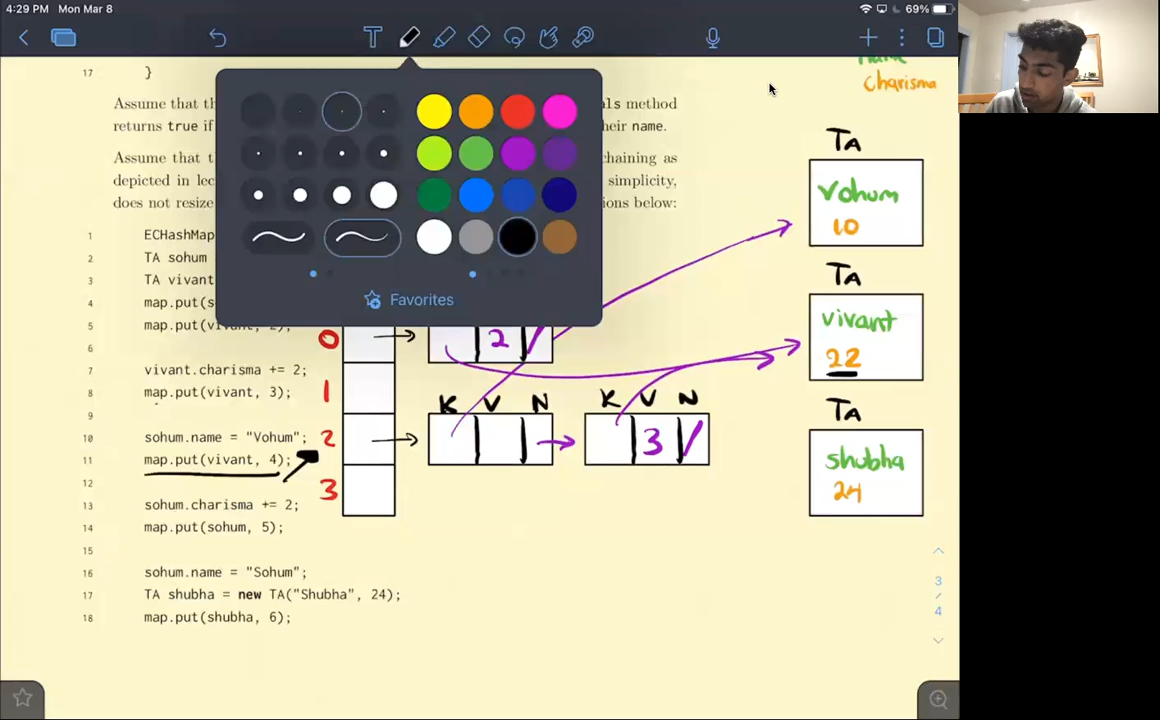 4:29 PM Mon Mar 8
69%
T
charisma
17 }
Assume that th
als method
returns true if
heir name.
Assume that t
haining as
depicted in lec
simplicity,
does not resize
ions below:
1 ECHashMap
2 TA sohum
3 TA vivant
4 map.put(s
5 map.put(vivant, 2);
6
7 vivant.charisma += 2;
8 map.put(vivant, 3);
9
10 sohum.name = "Vohum";
11 map.put(vivant, 4);
12
13 sohum.charisma += 2;
14 map.put(sohum, 5);
15
16 sohum.name = "Sohum";
17 TA shubha = new TA("Shubha", 24);
18 map.put(shubha, 6);
Favorites
0
1
2
3
2
K V N
K V N
3
TA
Vohum
10
TA
vivant
22
TA
shubha
24
3
/
4